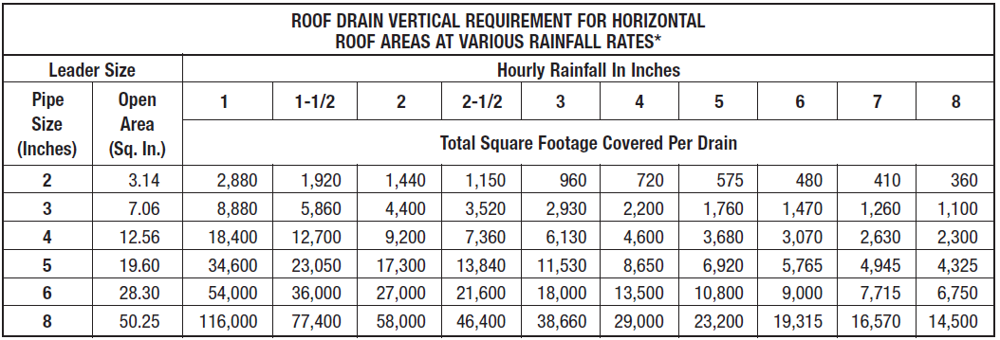 ROOF DRAIN VERTICAL REQUIREMENT FOR HORIZONTAL
ROOF AREAS AT VARIOUS RAINFALL RATES*
Leader Size Hourly Rainfall In Inches
Pipe Size (Inches) Open Area (Sq. In.) 1 1-1/2 2 2-1/2 3 4 5 6 7 8
Total Square Footage Covered Per Drain
2 3.14 2,880 1,920 1,440 1,150 960 720 575 480 410 360
3 7.06 8,880 5,860 4,400 3,520 2,930 2,200 1,760 1,470 1,260 1,100
4 12.56 18,400 12,700 9,200 7,360 6,130 4,600 3,680 3,070 2,630 2,300
5 19.60 34,600 23,050 17,300 13,840 11,530 8,650 6,920 5,765 4,945 4,325
6 28.30 54,000 36,000 27,000 21,600 18,000 13,500 10,800 9,000 7,715 6,750
8 50.25 116,000 77,400 58,000 46,400 38,660 29,000 23,200 19,315 16,570 14,500